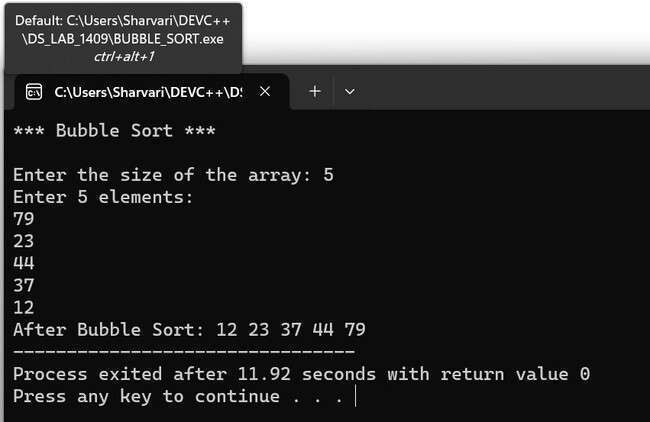 Default: C:\Users\Sharvari\DEVC++
\DS_LAB_1409\BUBBLE_SORT.exe
ctrl+alt+1
C:\Users\Sharvari\DEVC++\DS
*** Bubble Sort ***
Enter the size of the array: 5
Enter 5 elements:
79
23
44
37
12
After Bubble Sort: 12 23 37 44 79
--------------------------------
Process exited after 11.92 seconds with return value 0
Press any key to continue . . .